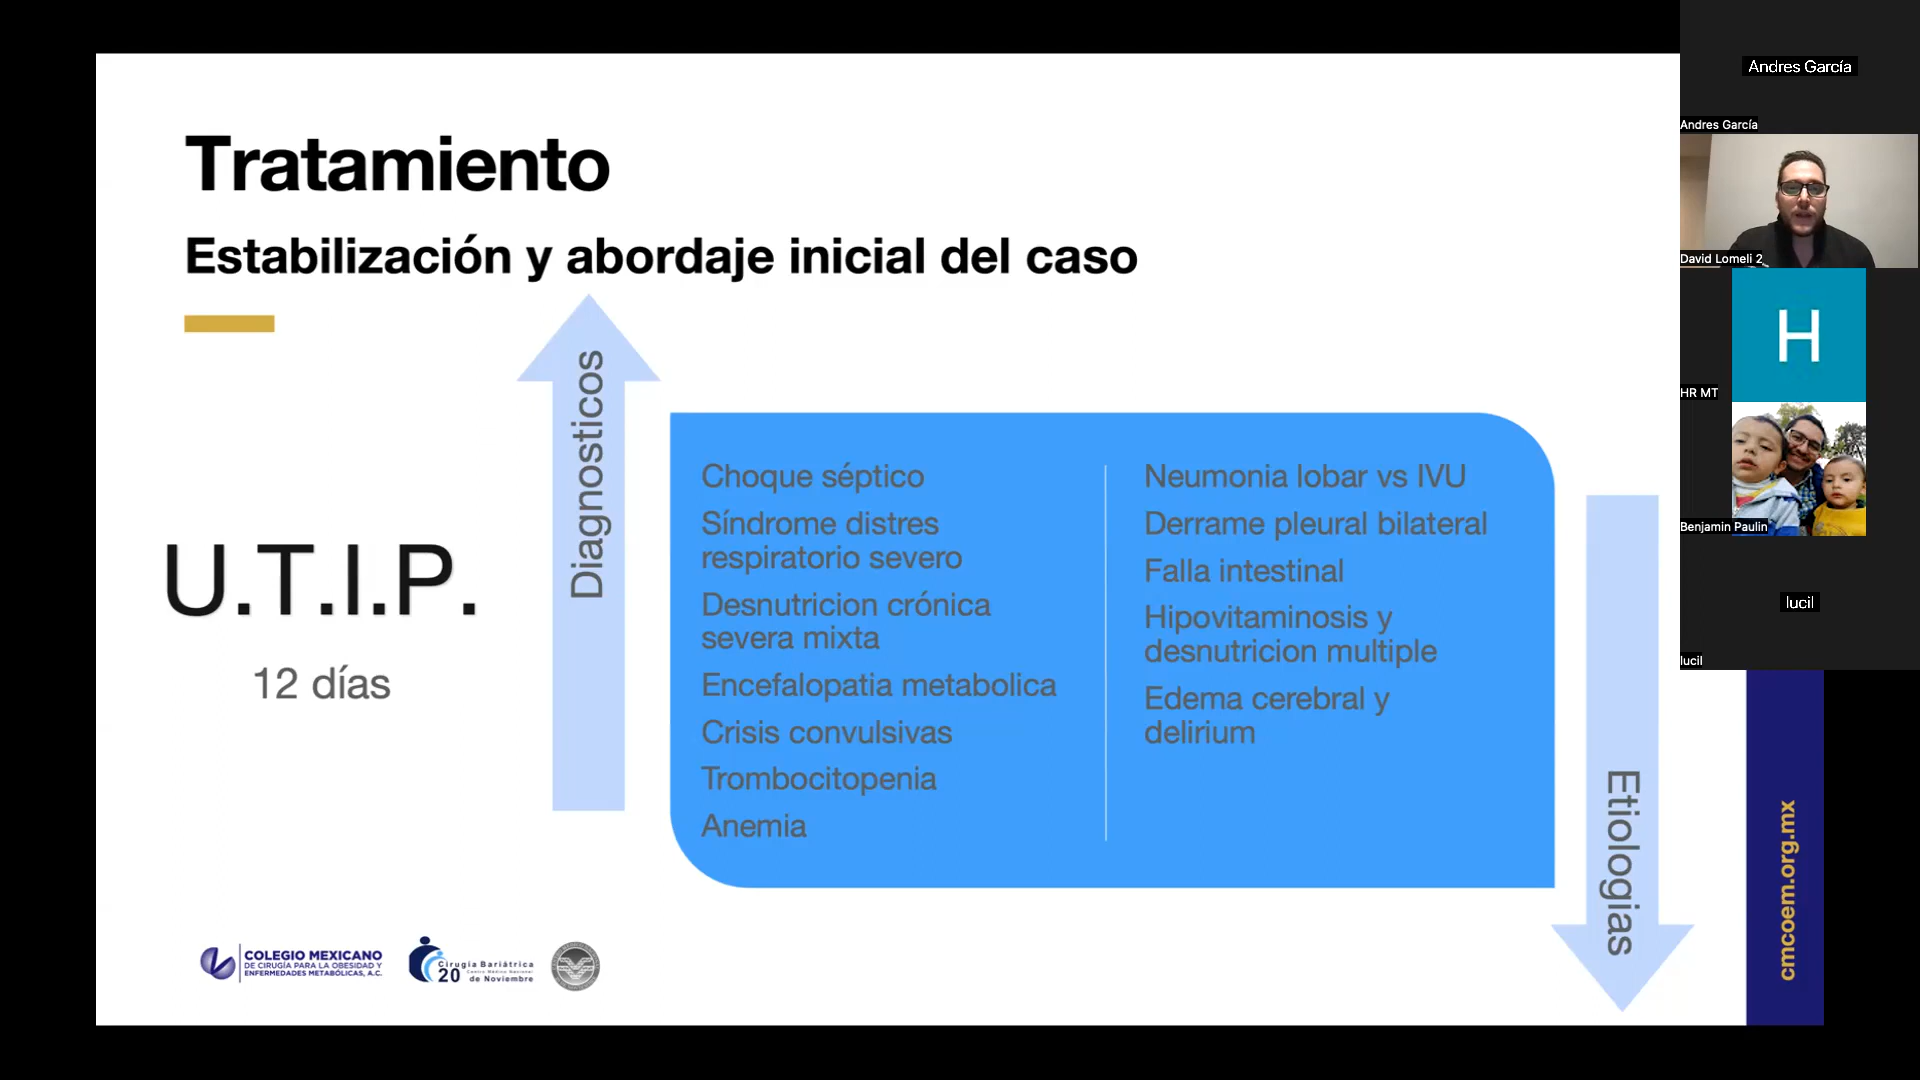 Tratamiento
Estabilización y abordaje inicial del caso
Diagnosticos
U.T.I.P.
12 días
Choque séptico
Síndrome distres
respiratorio severo
Desnutricion crónica
severa mixta
Encefalopatia metabolica
Crisis convulsivas
Trombocitopenia
Anemia
Neumonia lobar vs IVU
Derrame pleural bilateral
Falla intestinal
Hipovitaminosis y
desnutricion multiple
Edema cerebral y
delirium
Etiologias
COLEGIO MEXICANO
DE CIRUGÍA PARA LA OBESIDAD Y
ENFERMEDADES METABÓLICAS, A.C.
Cirugía Bariátrica
Centro Médico Nacional
20 de Noviembre
cmcoem.org.mx
Andres García
Andres García
David Lomeli 2
H
HR MT
Benjamin Paulin
lucil
lucil